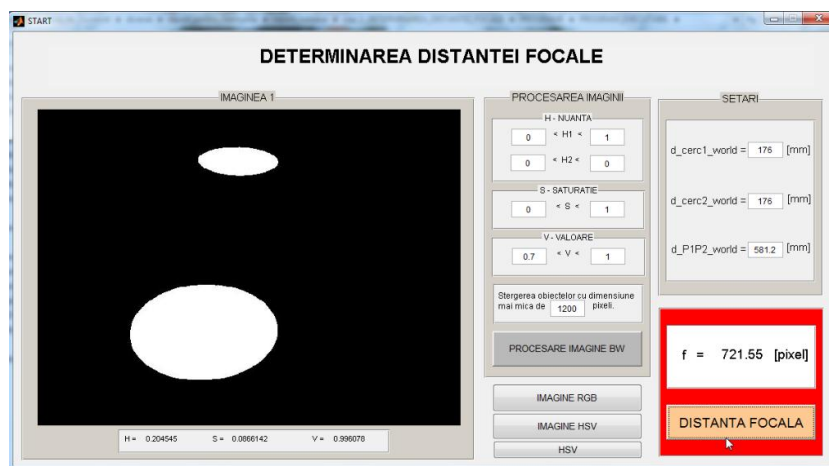 START
DETERMINAREA DISTANTEI FOCALE
IMAGINEA 1
H = 0.204545 S = 0.0866142 V = 0.996078
PROCESAREA IMAGINII
H - NUANTA
0 < H1 < 1
0 < H2 < 0
S - SATURATIE
0 < S < 1
V - VALOARE
0.7 < V < 1
Stergerea obiectelor cu dimensiune
mai mica de 1200 pixeli.
PROCESARE IMAGINE BW
IMAGINE RGB
IMAGINE HSV
HSV
SETARI
d_cerc1_world = 176 [mm]
d_cerc2_world = 176 [mm]
d_P1P2_world = 581.2 [mm]
f = 721.55 [pixel]
DISTANTA FOCALA